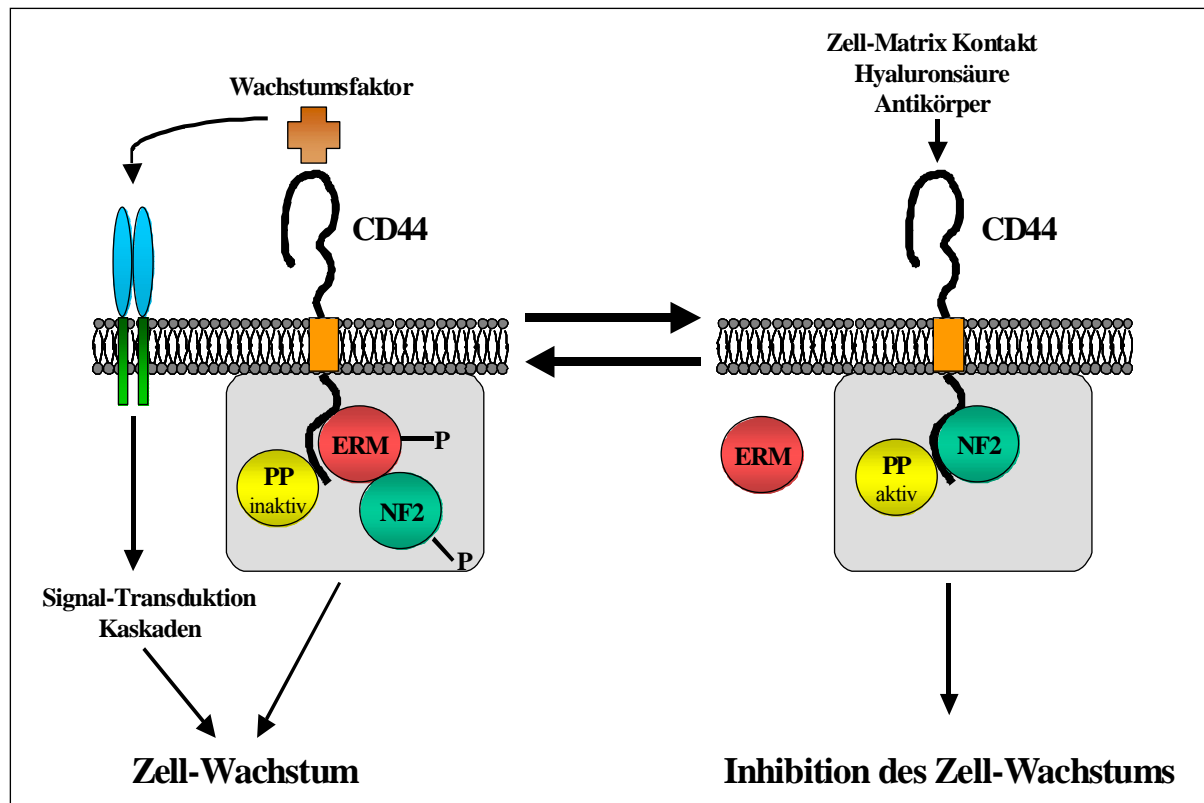 Wachstumsfaktor
CD44
ERM
P
PP
inaktiv
NF2
P
Signal-Transduktion
Kaskaden
Zell-Wachstum
Zell-Matrix Kontakt
Hyaluronsäure
Antikörper
CD44
ERM
NF2
PP
aktiv
Inhibition des Zell-Wachstums